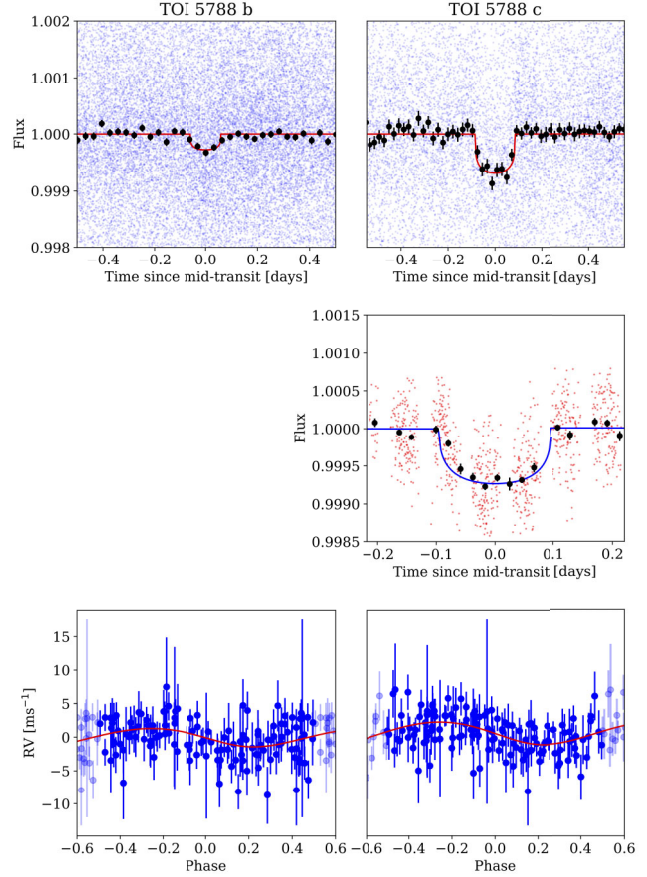 TOI 5788 b
TOI 5788 c
1.002
1.001
1.000
0.999
0.998
Flux
−0.4 −0.2 0.0 0.2 0.4
−0.4 −0.2 0.0 0.2 0.4
Time since mid-transit [days]
Time since mid-transit [days]
1.0015
1.0010
1.0005
1.0000
0.9995
0.9990
0.9985
Flux
−0.2 −0.1 0.0 0.1 0.2
Time since mid-transit [days]
15
10
5
0
−5
−10
RV [ms⁻¹]
−0.6 −0.4 −0.2 0.0 0.2 0.4 0.6
−0.6 −0.4 −0.2 0.0 0.2 0.4 0.6
Phase
Phase